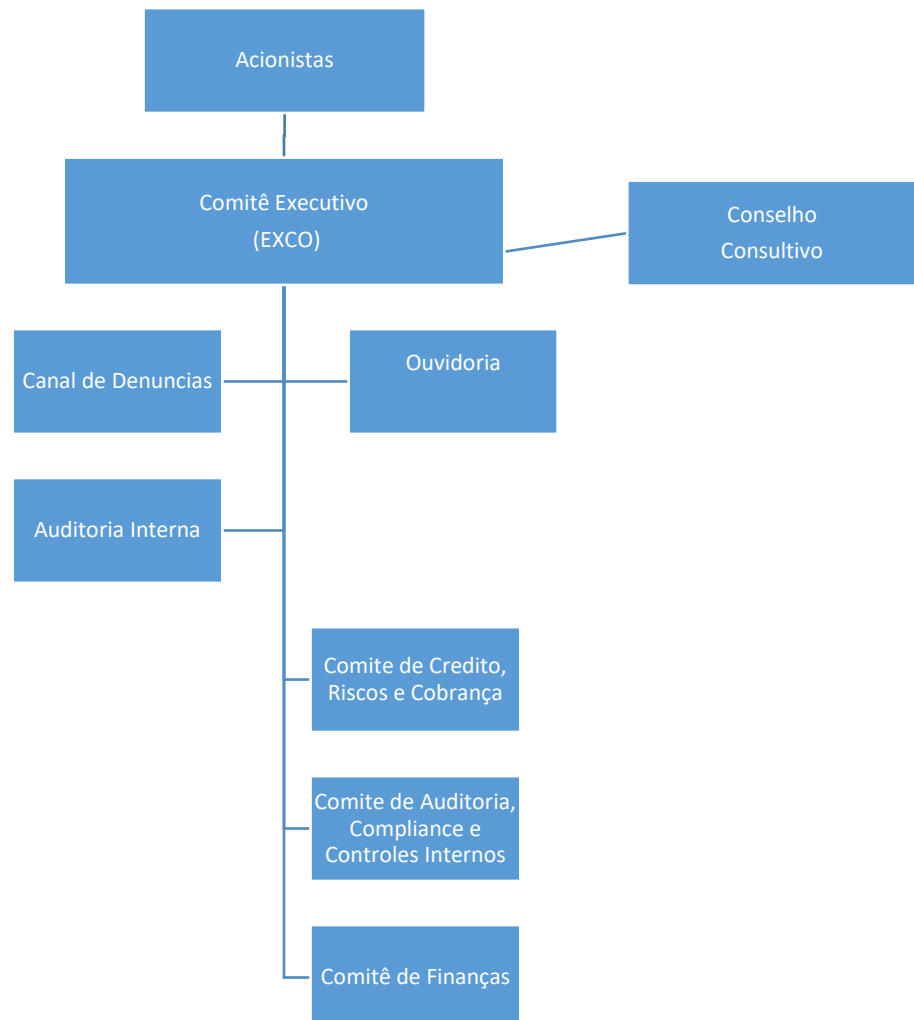 Acionistas
Comitê Executivo
(EXCO)
Conselho
Consultivo
Canal de Denuncias
Ouvidoria
Auditoria Interna
Comite de Credito,
Riscos e Cobrança
Comite de Auditoria,
Compliance e
Controles Internos
Comitê de Finanças